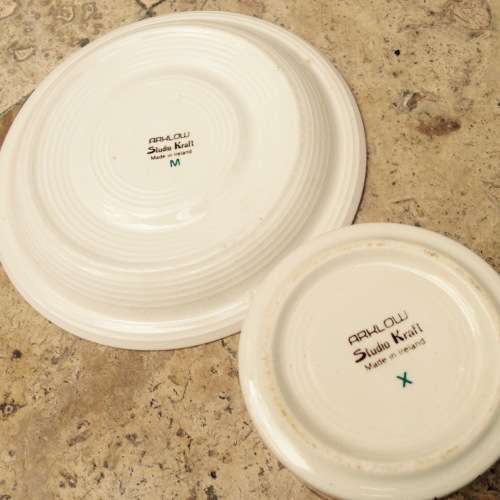 ARKLOW
Studio Kraft
Made in Ireland
M
ARKLOW
Studio Kraft
Made in Ireland
X